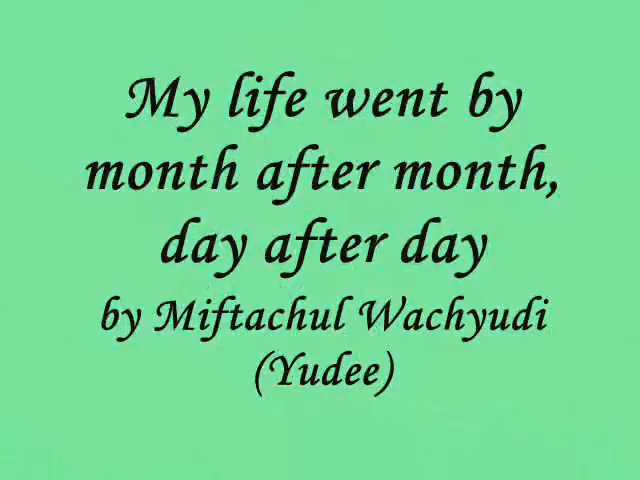 My life went by
month after month,
day after day
by Miftachul Wachyudi
(Yudee)